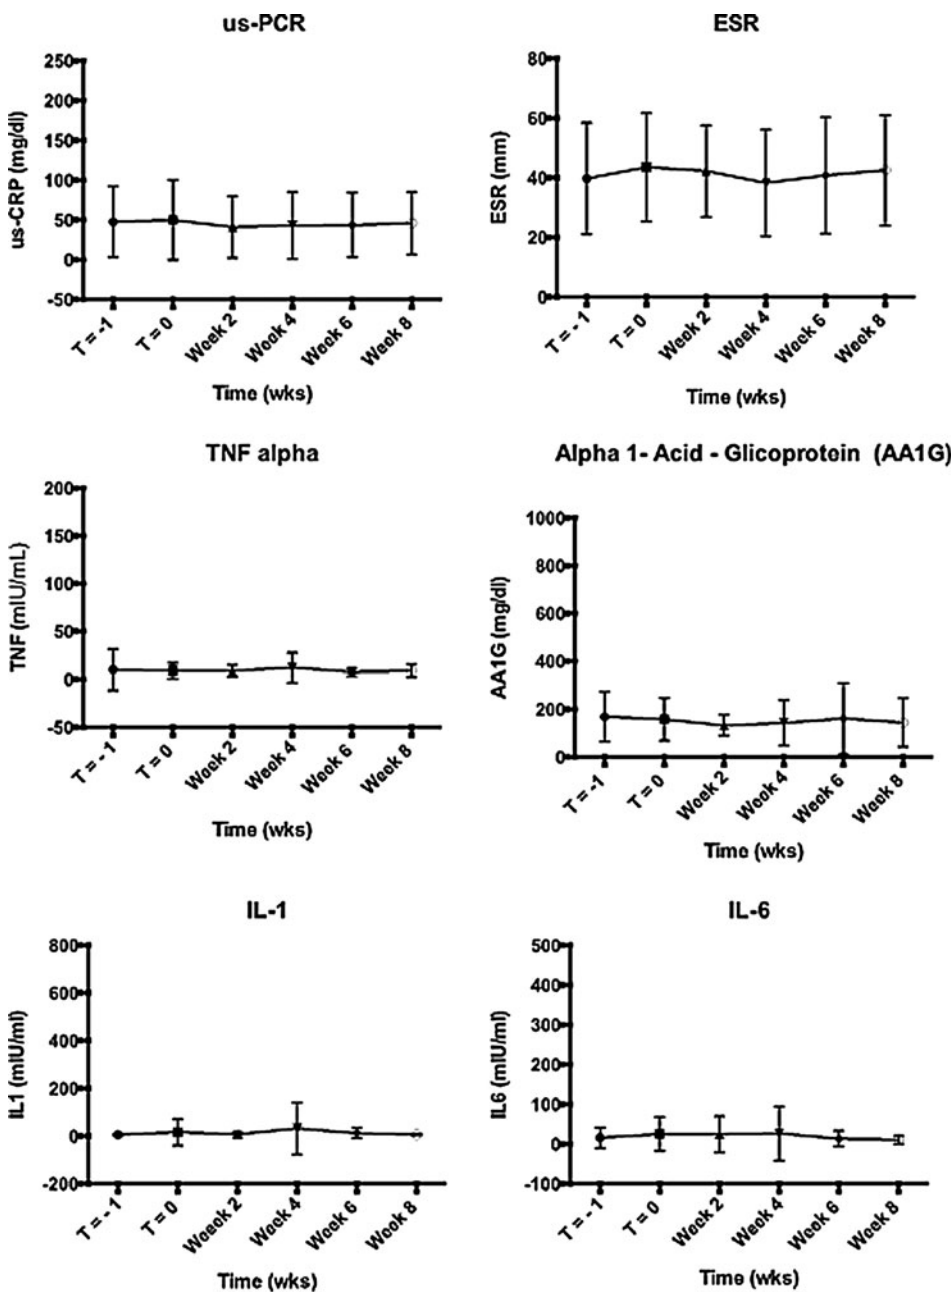 us-PCR
us-CRP (mg/dl)
250
200
150
100
50
0
-50
T = -1
T = 0
Week 2
Week 4
Week 6
Week 8
Time (wks)
ESR
ESR (mm)
80
60
40
20
0
T = - 1
T = 0
Week 2
Week 4
Week 6
Week 8
Time (wks)
TNF alpha
TNF (mIU/mL)
200
150
100
50
0
-50
T = - 1
T = 0
Week 2
Week 4
Week 6
Week 8
Time (wks)
Alpha 1- Acid - Glicoprotein (AA1G)
AA1G (mg/dl)
1000
800
600
400
200
0
T = -1
T = 0
Week 2
Week 4
Week 6
Week 8
Time (wks)
IL-1
IL1 (mIU/ml)
800
600
400
200
0
-200
T = - 1
T = 0
Week 2
Week 4
Week 6
Week 8
Time (wks)
IL-6
IL6 (mIU/ml)
500
400
300
200
100
0
-100
T = - 1
T = 0
Week 2
Week 4
Week 6
Week 8
Time (wks)